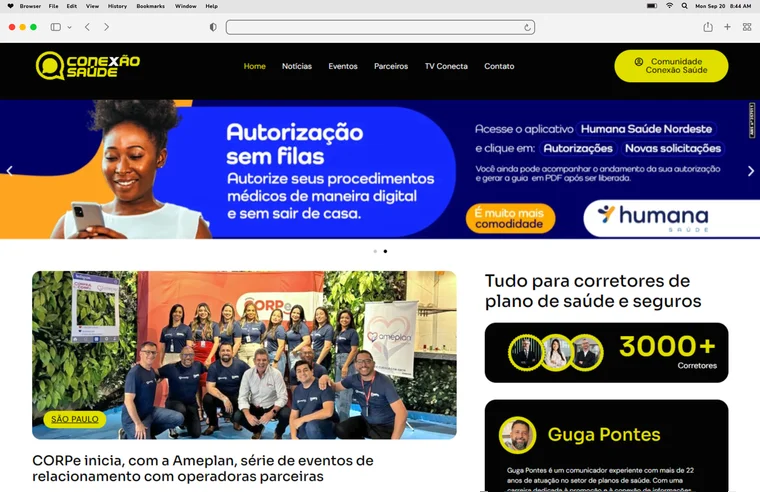 Browser File Edit View History Bookmarks Window Help
Mon Sep 20 8:44 AM
CONEXÃO
SAÚDE
Home Notícias Eventos Parceiros TV Conecta Contato
Comunidade
Conexão Saúde
Autorização
sem filas
Autorize seus procedimentos
médicos de maneira digital
e sem sair de casa.
Acesse o aplicativo Humana Saúde Nordeste
e clique em: Autorizações Novas solicitações
Você ainda pode acompanhar o andamento da sua autorização
e gerar a guia em PDF após ser liberada.
É muito mais
comodidade
humana
SAÚDE
CORPe
ameplan
SÃO PAULO
CORPe inicia, com a Ameplan, série de eventos de
relacionamento com operadoras parceiras
Tudo para corretores de
plano de saúde e seguros
3000+
Corretores
Guga Pontes
Guga Pontes é um comunicador experiente com mais de 22
anos de atuação no setor de planos de saúde. Com uma
carreira dedicada à promoção e à conexão de informações